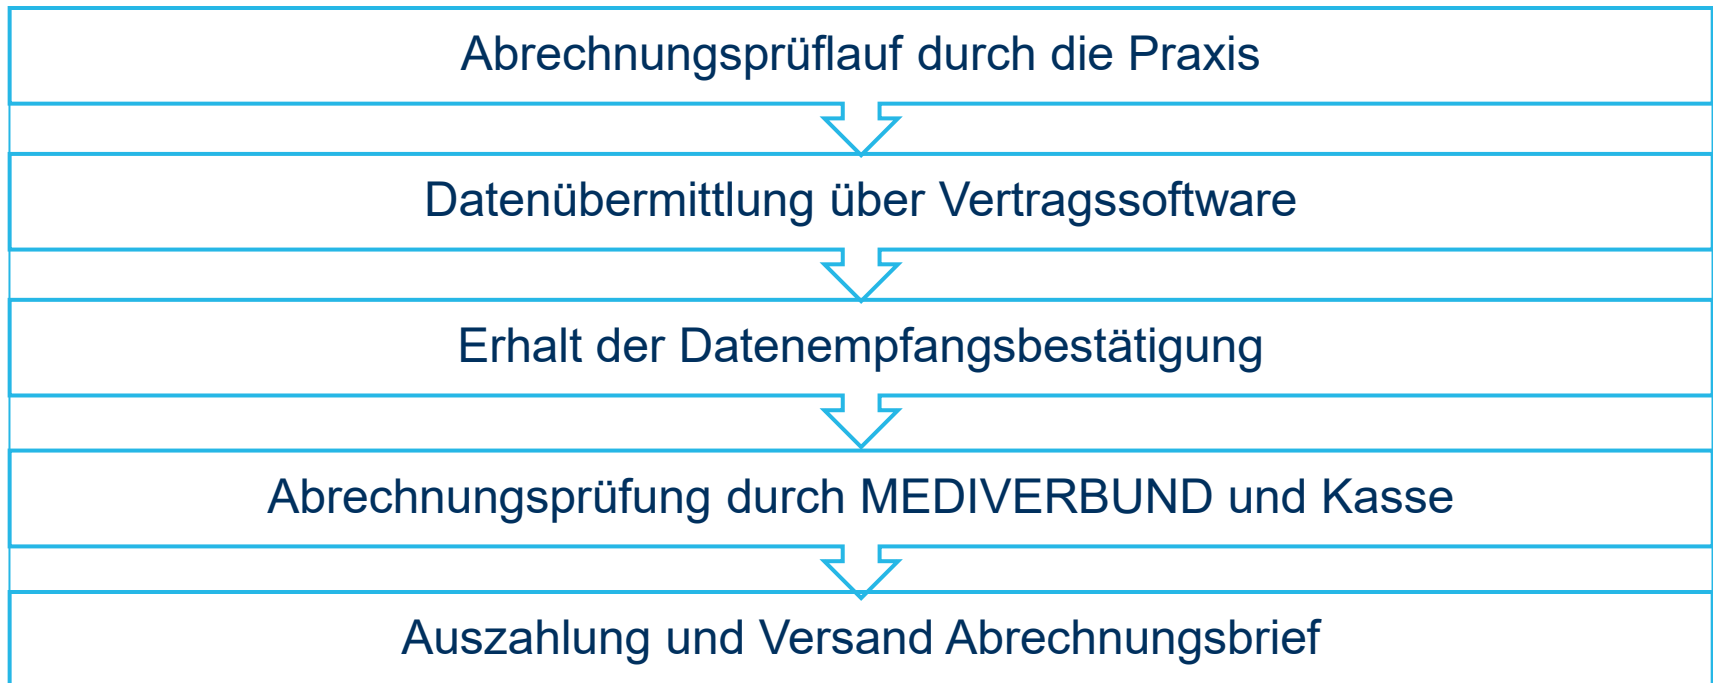 Abrechnungsprüflauf durch die Praxis
Datenübermittlung über Vertragssoftware
Erhalt der Datenempfangsbestätigung
Abrechnungsprüfung durch MEDIVERBUND und Kasse
Auszahlung und Versand Abrechnungsbrief